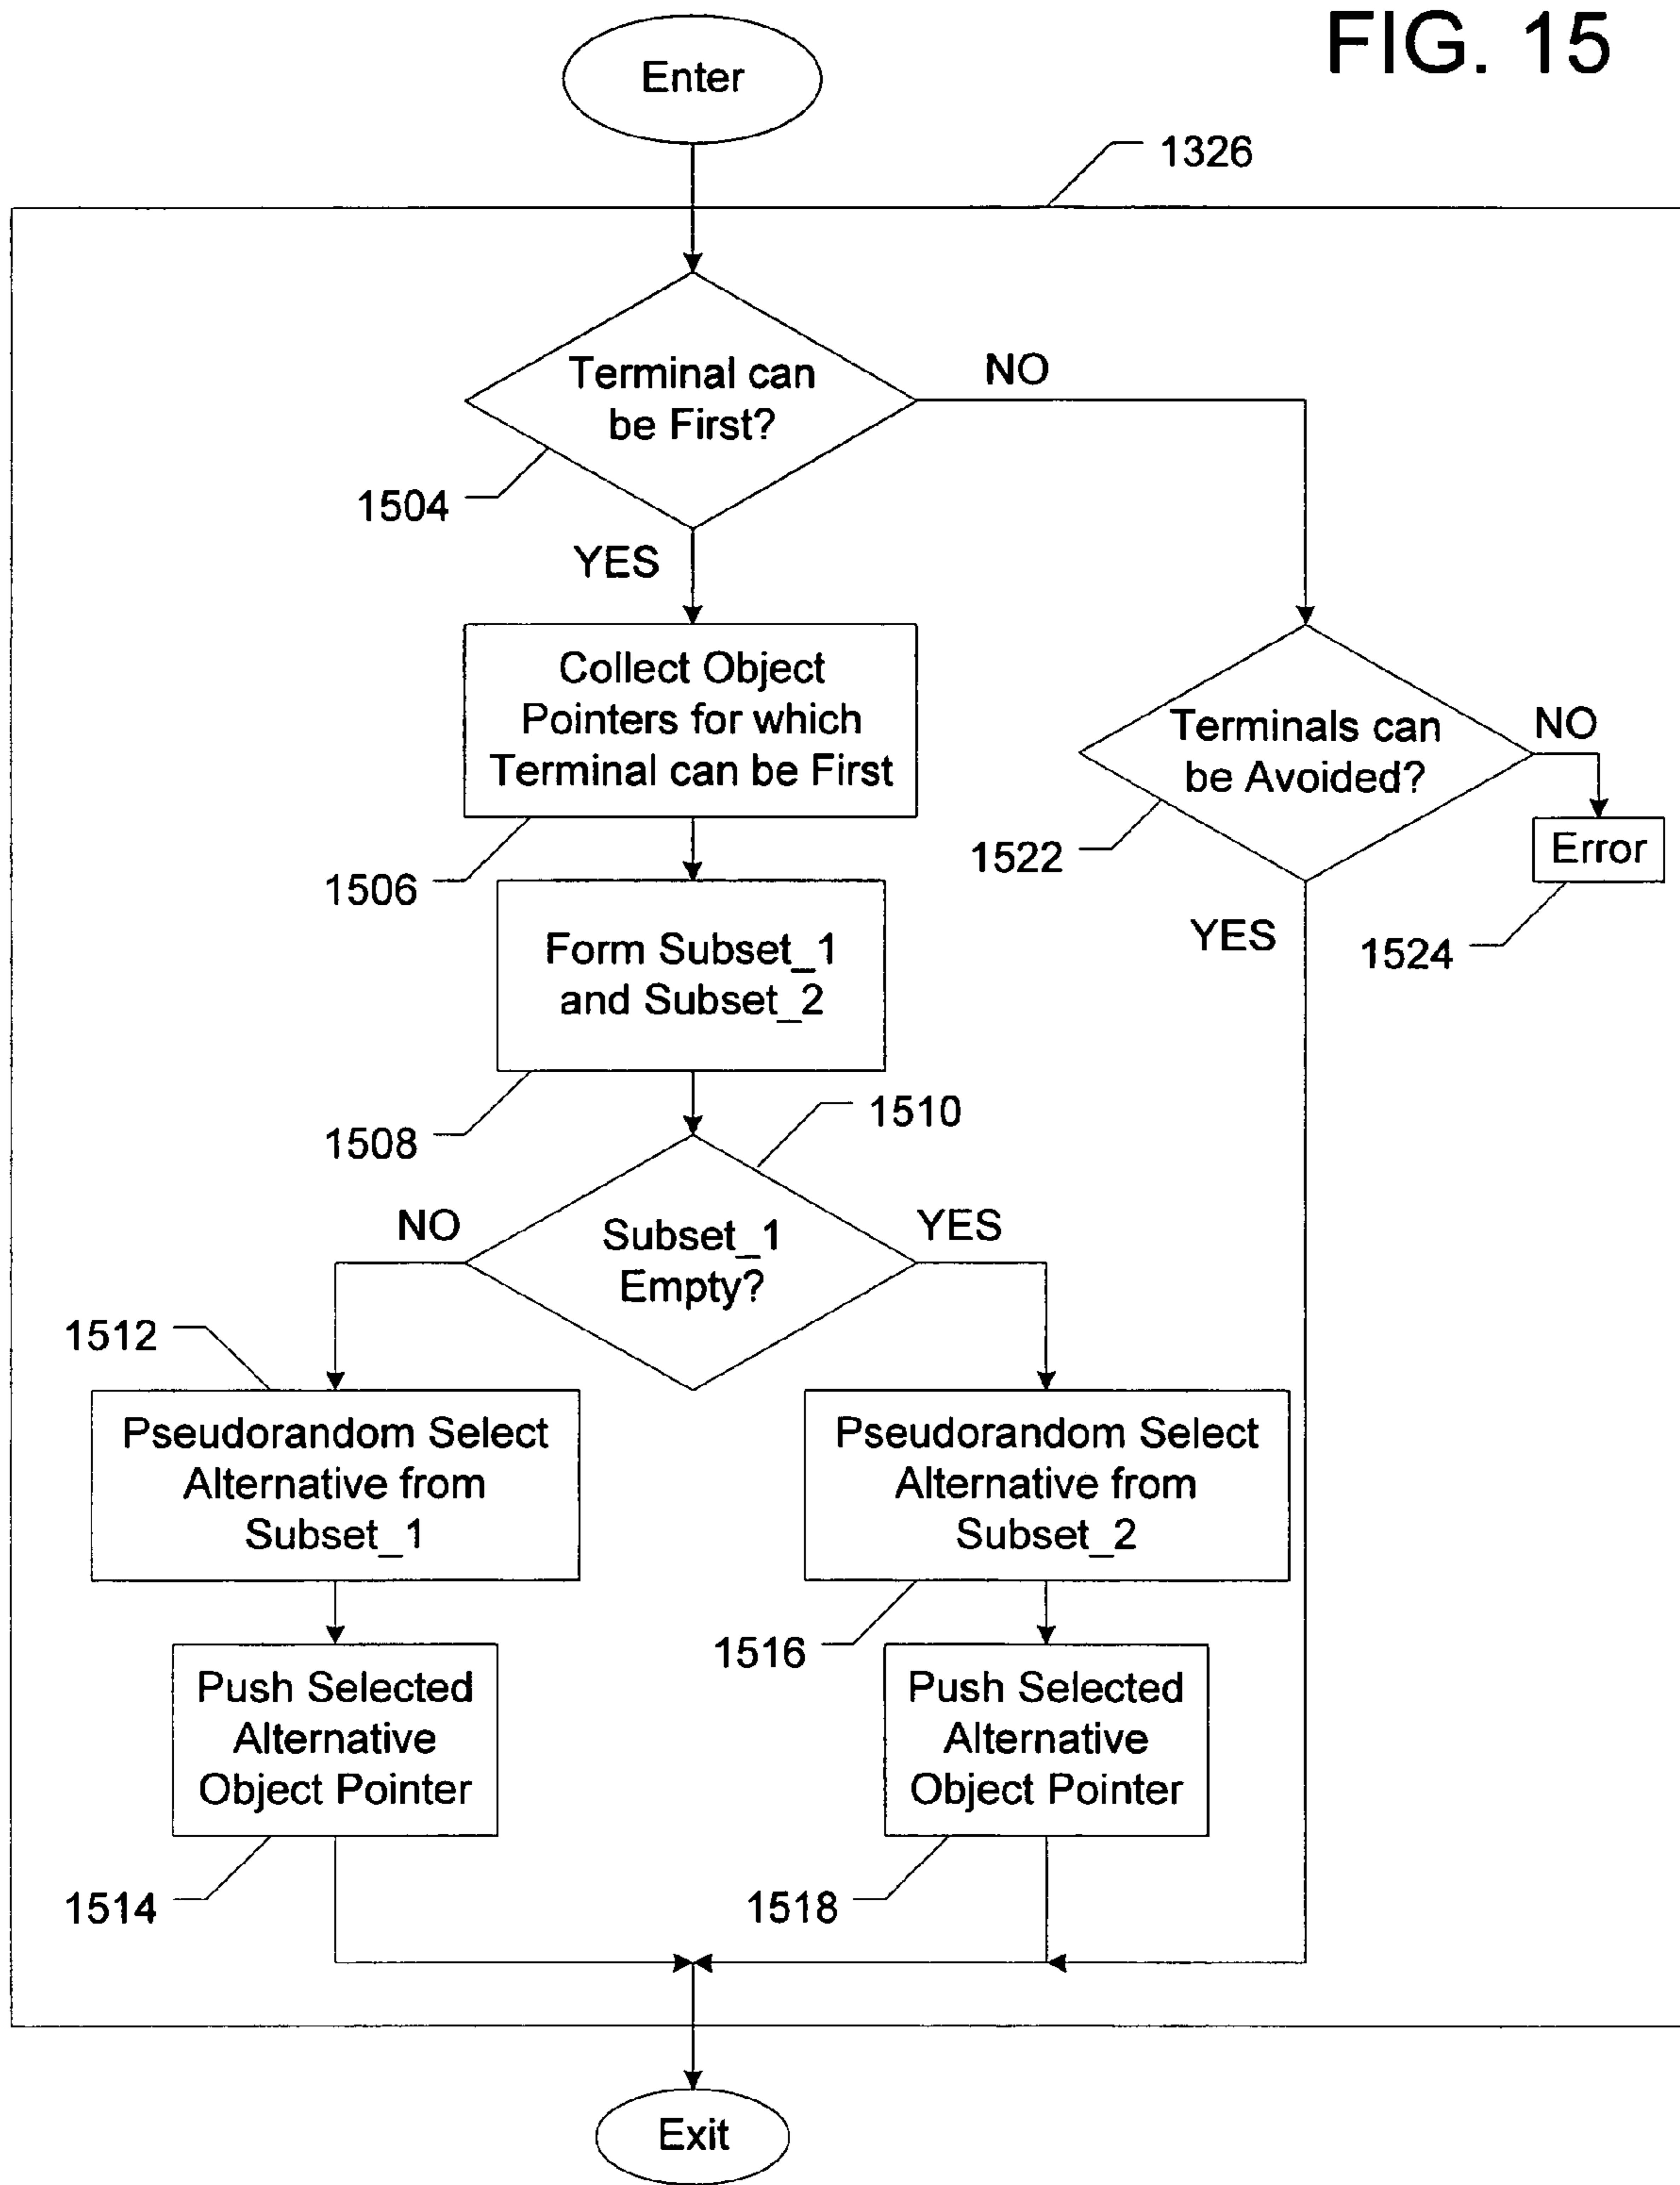 FIG. 15
Enter
1326
Terminal can
be First?
NO
1504
YES
Collect Object
Pointers for which
Terminal can be First
Terminals can
be Avoided?
NO
1506
1522
Error
Form Subset_1
and Subset_2
YES
1524
1508
1510
NO
Subset_1
Empty?
YES
1512
Pseudorandom Select
Alternative from
Subset_1
Pseudorandom Select
Alternative from
Subset_2
1516
Push Selected
Alternative
Object Pointer
Push Selected
Alternative
Object Pointer
1514
1518
Exit